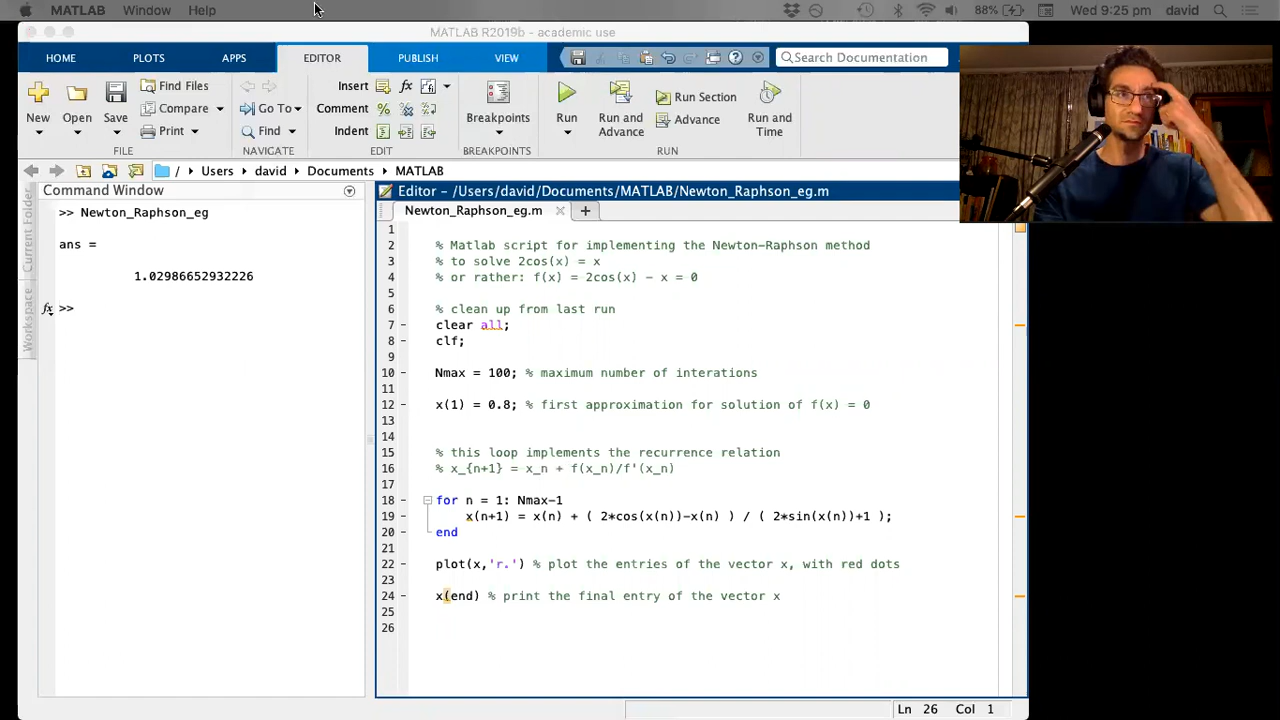 MATLAB Window Help 88% Wed 9:25 pm david
MATLAB R2019b - academic use
HOME PLOTS APPS EDITOR PUBLISH VIEW Search Documentation
New Open Save Find Files Compare Print FILE
Go To Find NAVIGATE
Insert fx Comment Indent EDIT
Breakpoints BREAKPOINTS
Run Run and Advance Run Section Advance Run and Time RUN
/ Users david Documents MATLAB
Current Folder
Workspace
Command Window
>> Newton_Raphson_eg
ans =
1.02986652932226
fx >>
Editor - /Users/david/Documents/MATLAB/Newton_Raphson_eg.m
Newton_Raphson_eg.m × +
1
2 % Matlab script for implementing the Newton-Raphson method
3 % to solve 2cos(x) = x
4 % or rather: f(x) = 2cos(x) - x = 0
5
6 % clean up from last run
7 - clear all;
8 - clf;
9
10 - Nmax = 100; % maximum number of interations
11
12 - x(1) = 0.8; % first approximation for solution of f(x) = 0
13
14
15 % this loop implements the recurrence relation
16 % x_{n+1} = x_n + f(x_n)/f'(x_n)
17
18 - for n = 1: Nmax-1
19 - x(n+1) = x(n) + ( 2*cos(x(n))-x(n) ) / ( 2*sin(x(n))+1 );
20 - end
21
22 - plot(x,'r.') % plot the entries of the vector x, with red dots
23
24 - x(end) % print the final entry of the vector x
25
26
Ln 26 Col 1